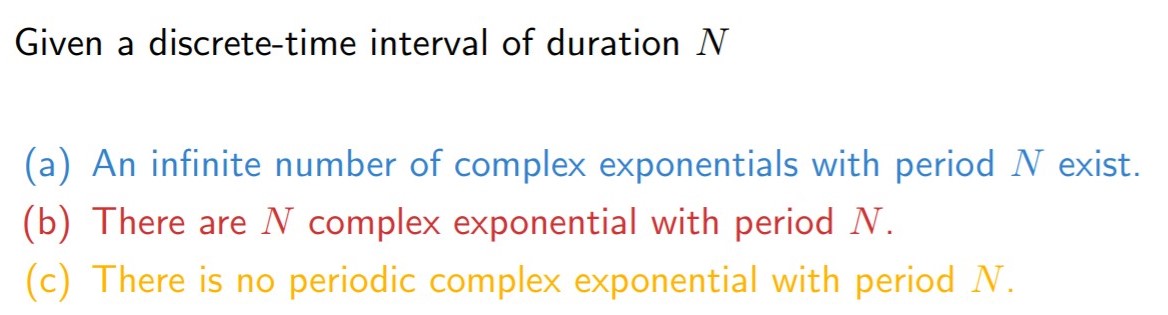 Given a discrete-time interval of duration N
(a) An infinite number of complex exponentials with period N exist.
(b) There are N complex exponential with period N.
(c) There is no periodic complex exponential with period N.